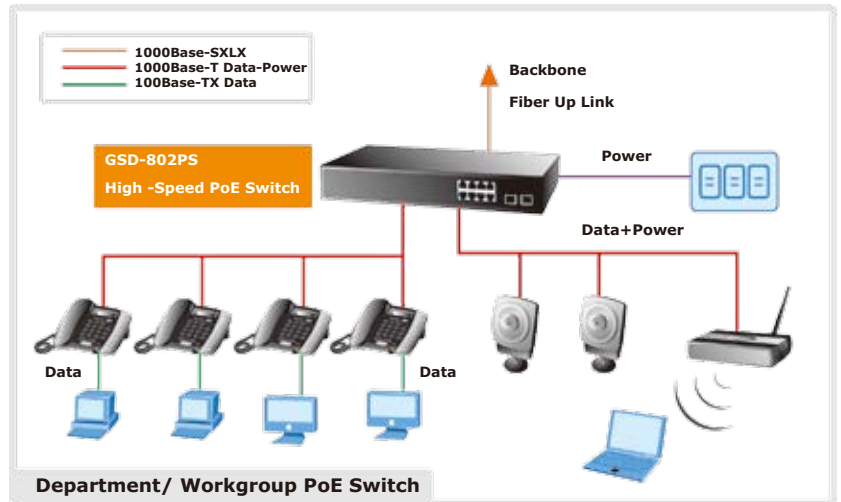 1000Base-SXLX
1000Base-T Data-Power
100Base-TX Data
Backbone
Fiber Up Link
GSD-802PS
High -Speed PoE Switch
Power
Data+Power
Data
Data
Department/ Workgroup PoE Switch